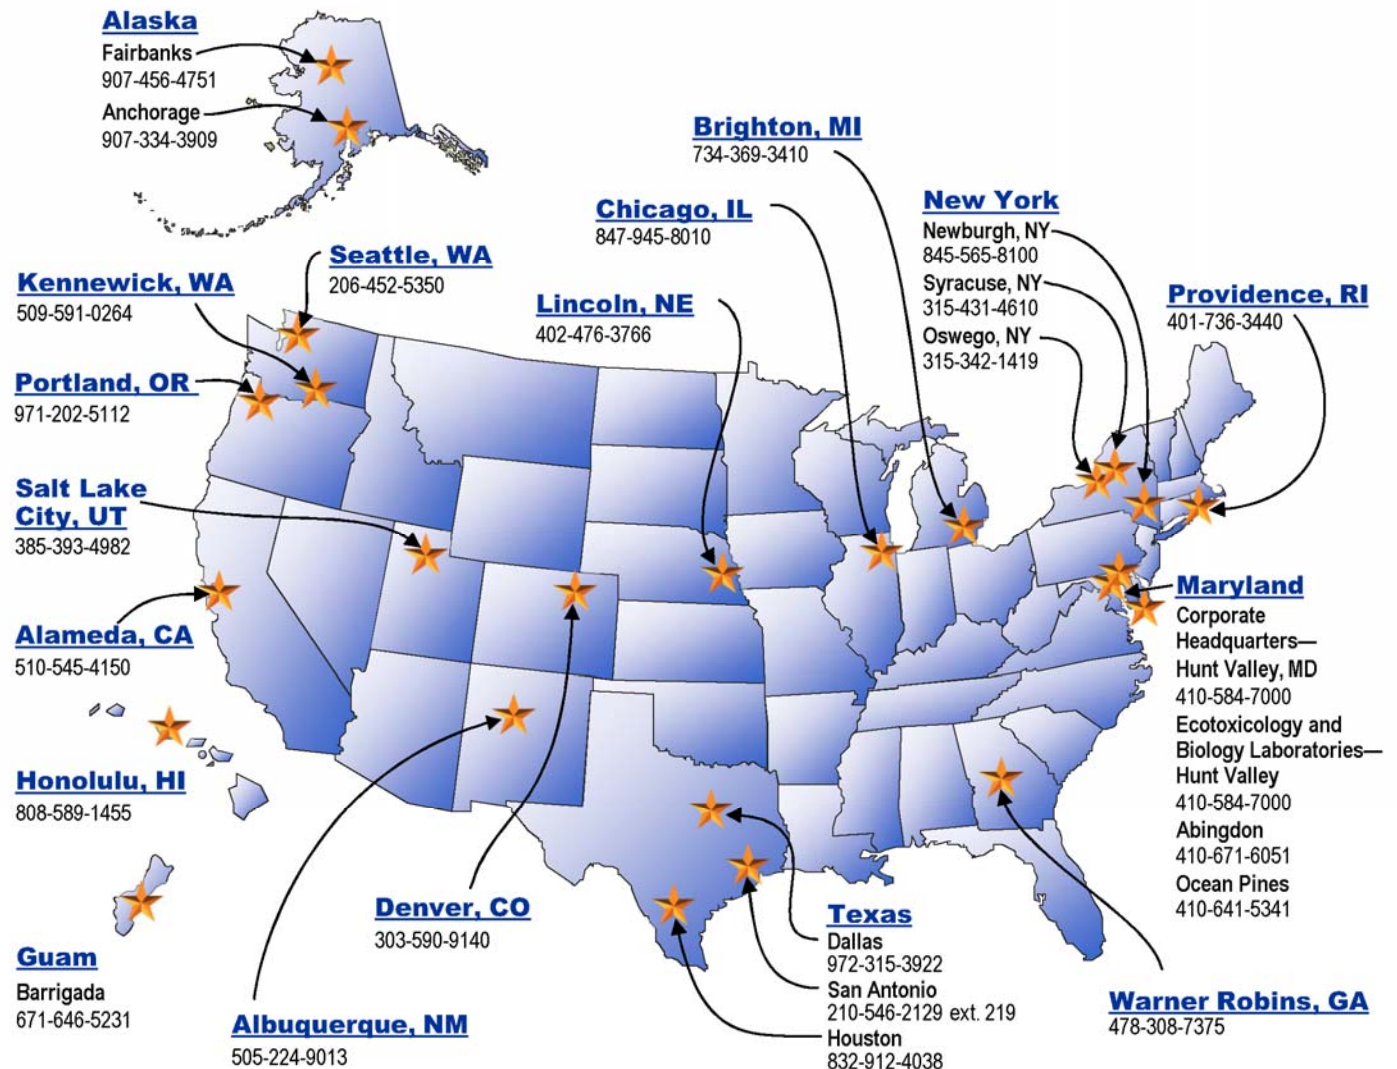 Alaska
Fairbanks
907-456-4751
Anchorage
907-334-3909
Brighton, MI
734-369-3410
Chicago, IL
847-945-8010
New York
Newburgh, NY
845-565-8100
Syracuse, NY
315-431-4610
Oswego, NY
315-342-1419
Seattle, WA
206-452-5350
Kennewick, WA
509-591-0264
Lincoln, NE
402-476-3766
Providence, RI
401-736-3440
Portland, OR
971-202-5112
Salt Lake
City, UT
385-393-4982
Alameda, CA
510-545-4150
Maryland
Corporate
Headquarters—
Hunt Valley, MD
410-584-7000
Ecotoxicology and
Biology Laboratories—
Hunt Valley
410-584-7000
Abingdon
410-671-6051
Ocean Pines
410-641-5341
Honolulu, HI
808-589-1455
Guam
Barrigada
671-646-5231
Denver, CO
303-590-9140
Albuquerque, NM
505-224-9013
Texas
Dallas
972-315-3922
San Antonio
210-546-2129 ext. 219
Houston
832-912-4038
Warner Robins, GA
478-308-7375